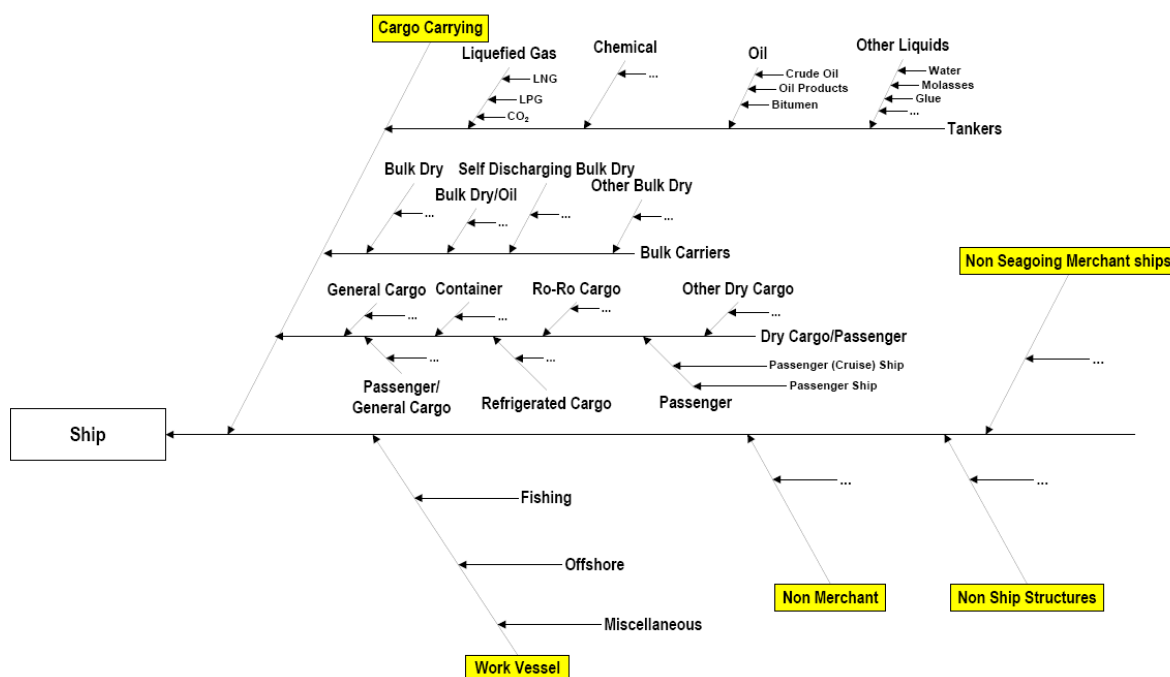 Cargo Carrying
Liquefied Gas
LNG
LPG
CO₂
Chemical
...
Oil
Crude Oil
Oil Products
Bitumen
Other Liquids
Water
Molasses
Glue
...
Tankers
Bulk Dry
...
Bulk Dry/Oil
...
Self Discharging Bulk Dry
...
Other Bulk Dry
...
Bulk Carriers
General Cargo
...
Container
...
Ro-Ro Cargo
...
Other Dry Cargo
...
Dry Cargo/Passenger
...
Passenger/
General Cargo
...
Refrigerated Cargo
Passenger (Cruise) Ship
Passenger Ship
Passenger
Non Seagoing Merchant ships
...
Ship
Fishing
Offshore
Miscellaneous
Work Vessel
...
Non Merchant
...
Non Ship Structures